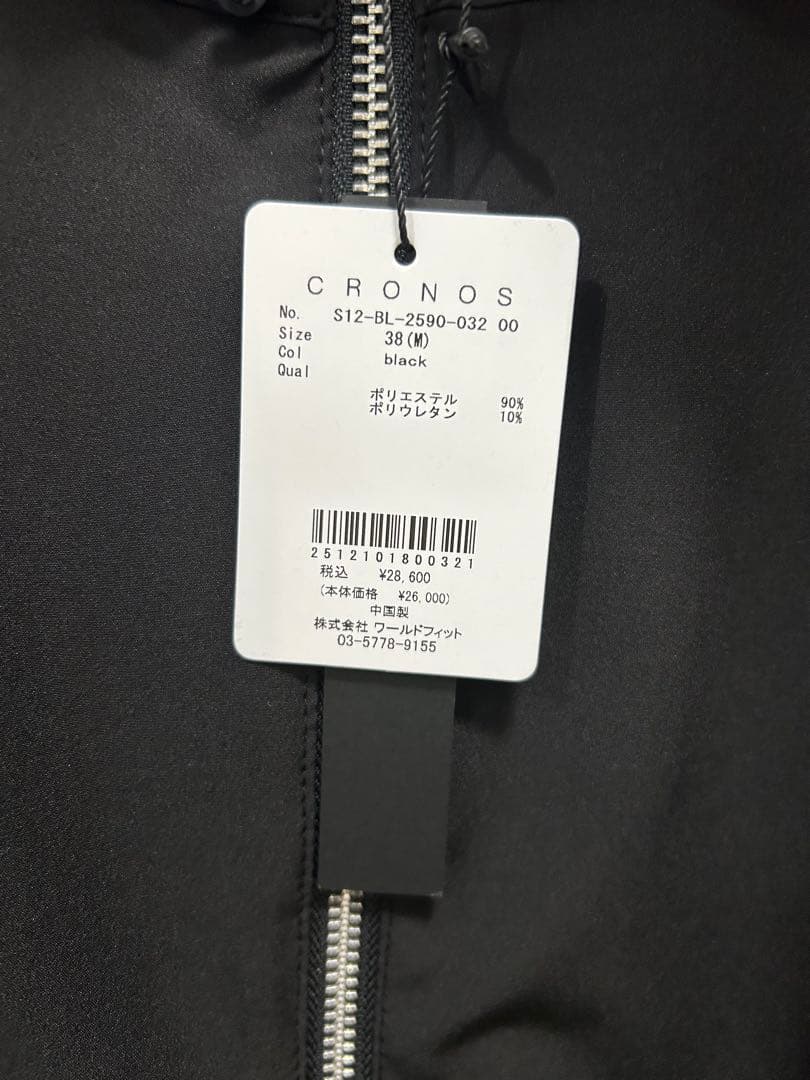 CRONOS
No. S12-BL-2590-032 00
Size 38(M)
Col black
Qual
ポリエステル 90%
ポリウレタン 10%
2512101800321
税込 ¥28,600
(本体価格 ¥26,000)
中国製
株式会社 ワールドフィット
03-5778-9155